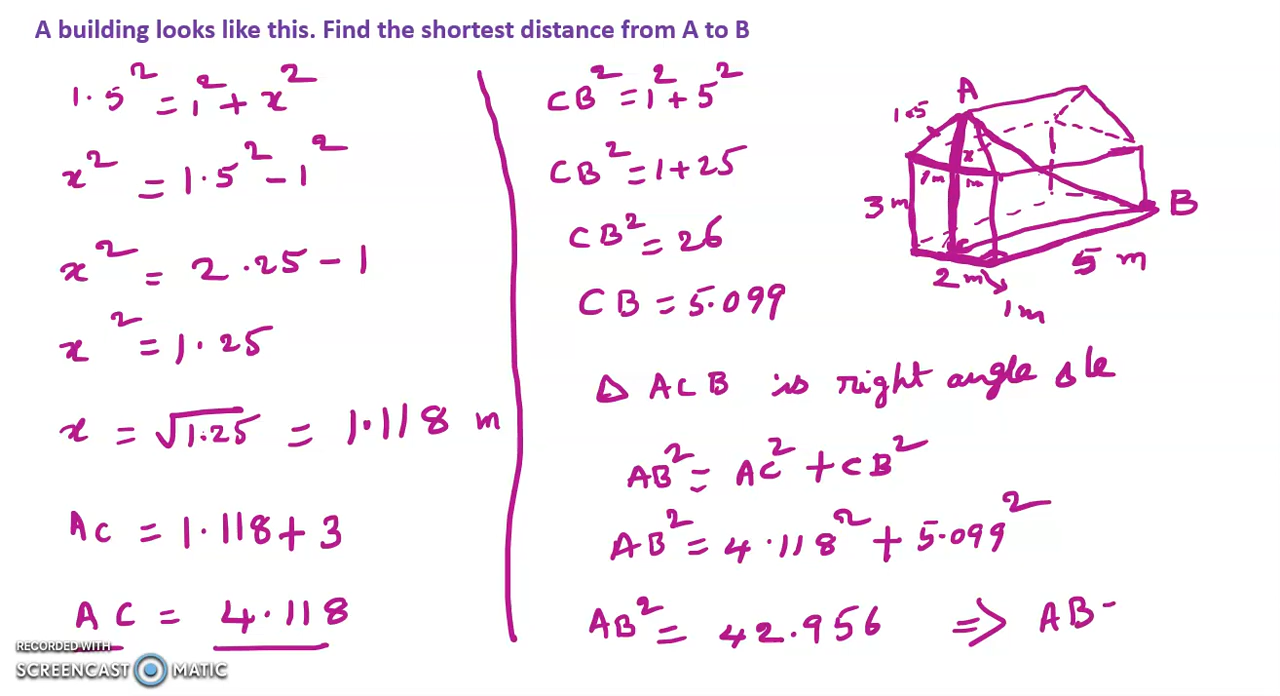 A building looks like this. Find the shortest distance from A to B
1.5² = 1² + x²
x² = 1.5² - 1²
x² = 2.25 - 1
x² = 1.25
x = √1.25 = 1.118 m
AC = 1.118 + 3
AC = 4.118
CB² = 1² + 5²
CB² = 1 + 25
CB² = 26
CB = 5.099
Δ ACB is right angle Δle
AB² = AC² + CB²
AB² = 4.118² + 5.099²
AB² = 42.956 => AB -
A
1.5
x
1m 1m
3 m
B
C
2 m
5 m
1m
RECORDED WITH
SCREENCAST MATIC